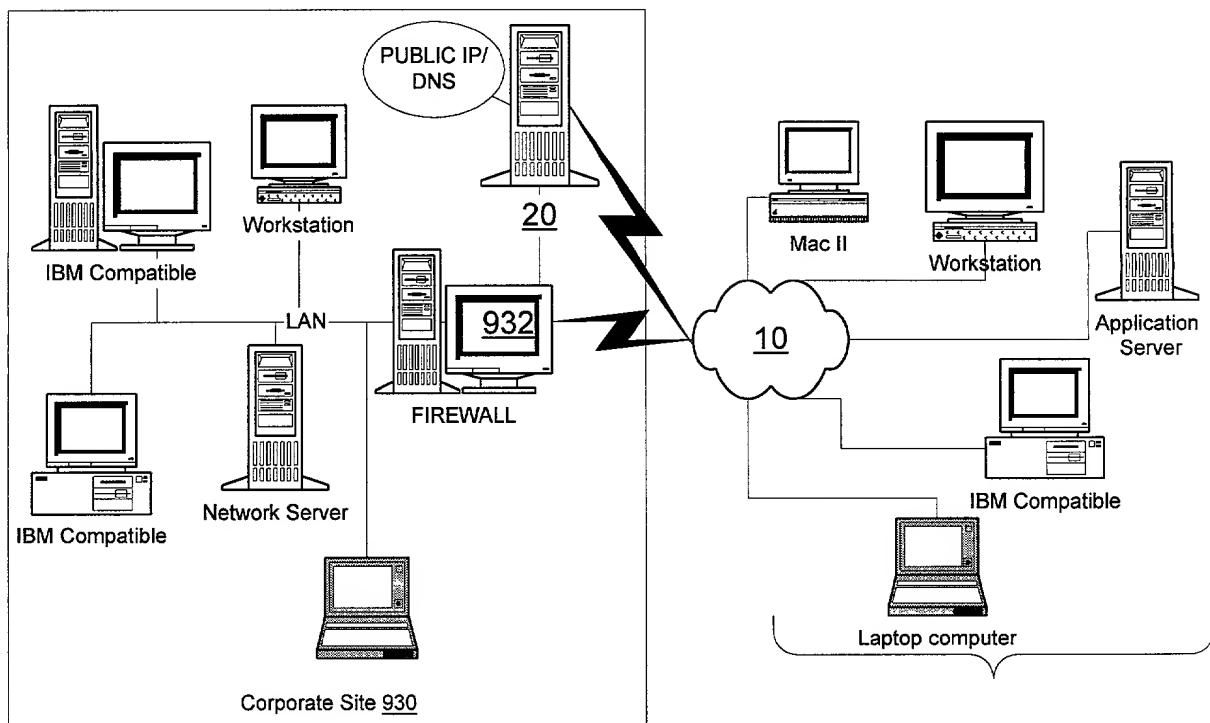 PUBLIC IP/
DNS
20
IBM Compatible
Workstation
Mac II
Workstation
Application
Server
LAN
932
10
FIREWALL
IBM Compatible
Network Server
IBM Compatible
Laptop computer
Corporate Site 930